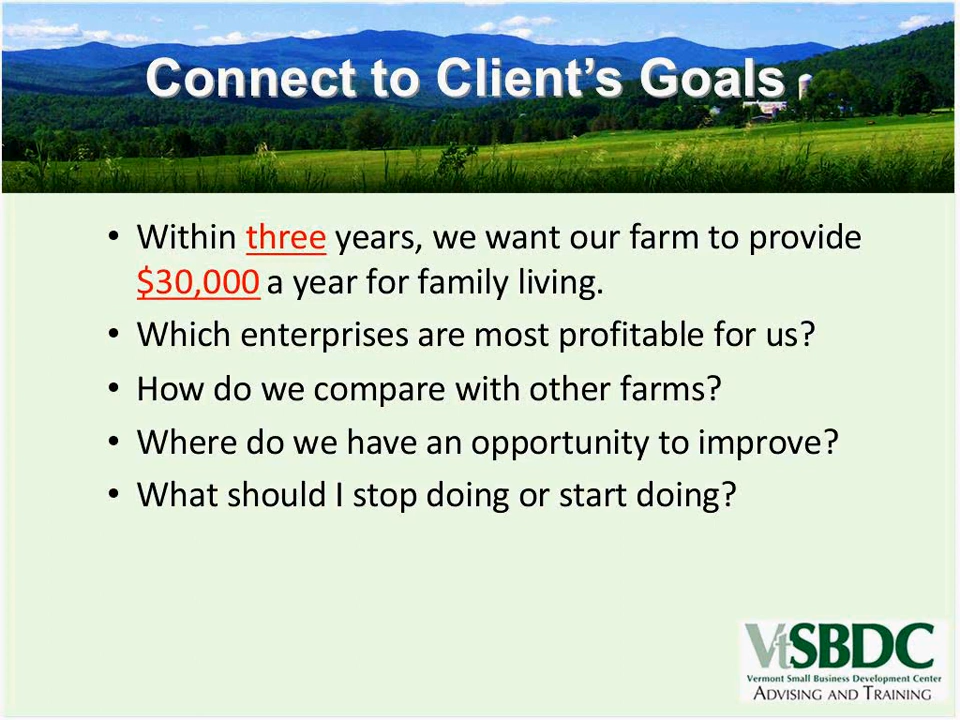 Connect to Client's Goals
• Within three years, we want our farm to provide
$30,000 a year for family living.
• Which enterprises are most profitable for us?
• How do we compare with other farms?
• Where do we have an opportunity to improve?
• What should I stop doing or start doing?
VtSBDC
Vermont Small Business Development Center
ADVISING AND TRAINING